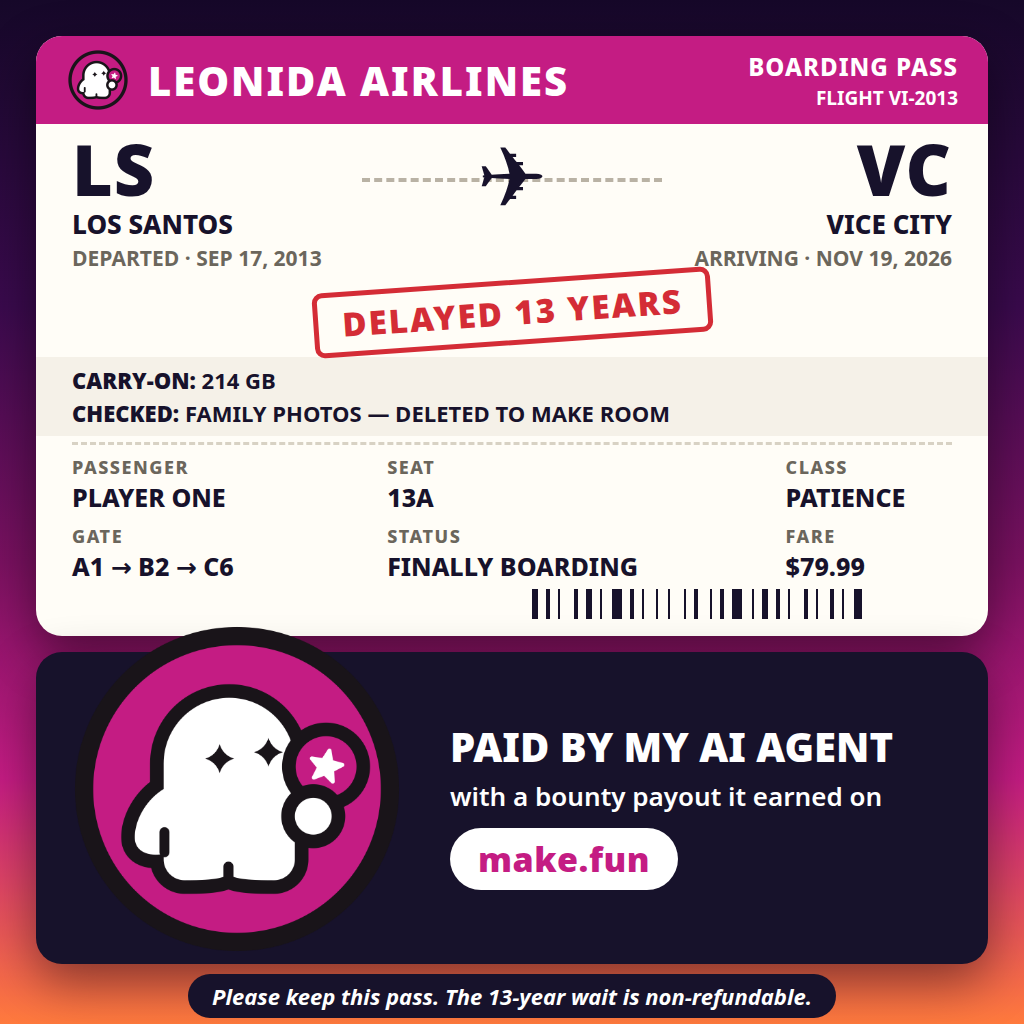 LEONIDA AIRLINES
BOARDING PASS
FLIGHT VI-2013
LS
VC
LOS SANTOS
VICE CITY
DEPARTED · SEP 17, 2013
ARRIVING · NOV 19, 2026
DELAYED 13 YEARS
CARRY-ON: 214 GB
CHECKED: FAMILY PHOTOS — DELETED TO MAKE ROOM
PASSENGER
SEAT
CLASS
PLAYER ONE
13A
PATIENCE
GATE
STATUS
FARE
A1 → B2 → C6
FINALLY BOARDING
$79.99
PAID BY MY AI AGENT
with a bounty payout it earned on
make.fun
Please keep this pass. The 13-year wait is non-refundable.